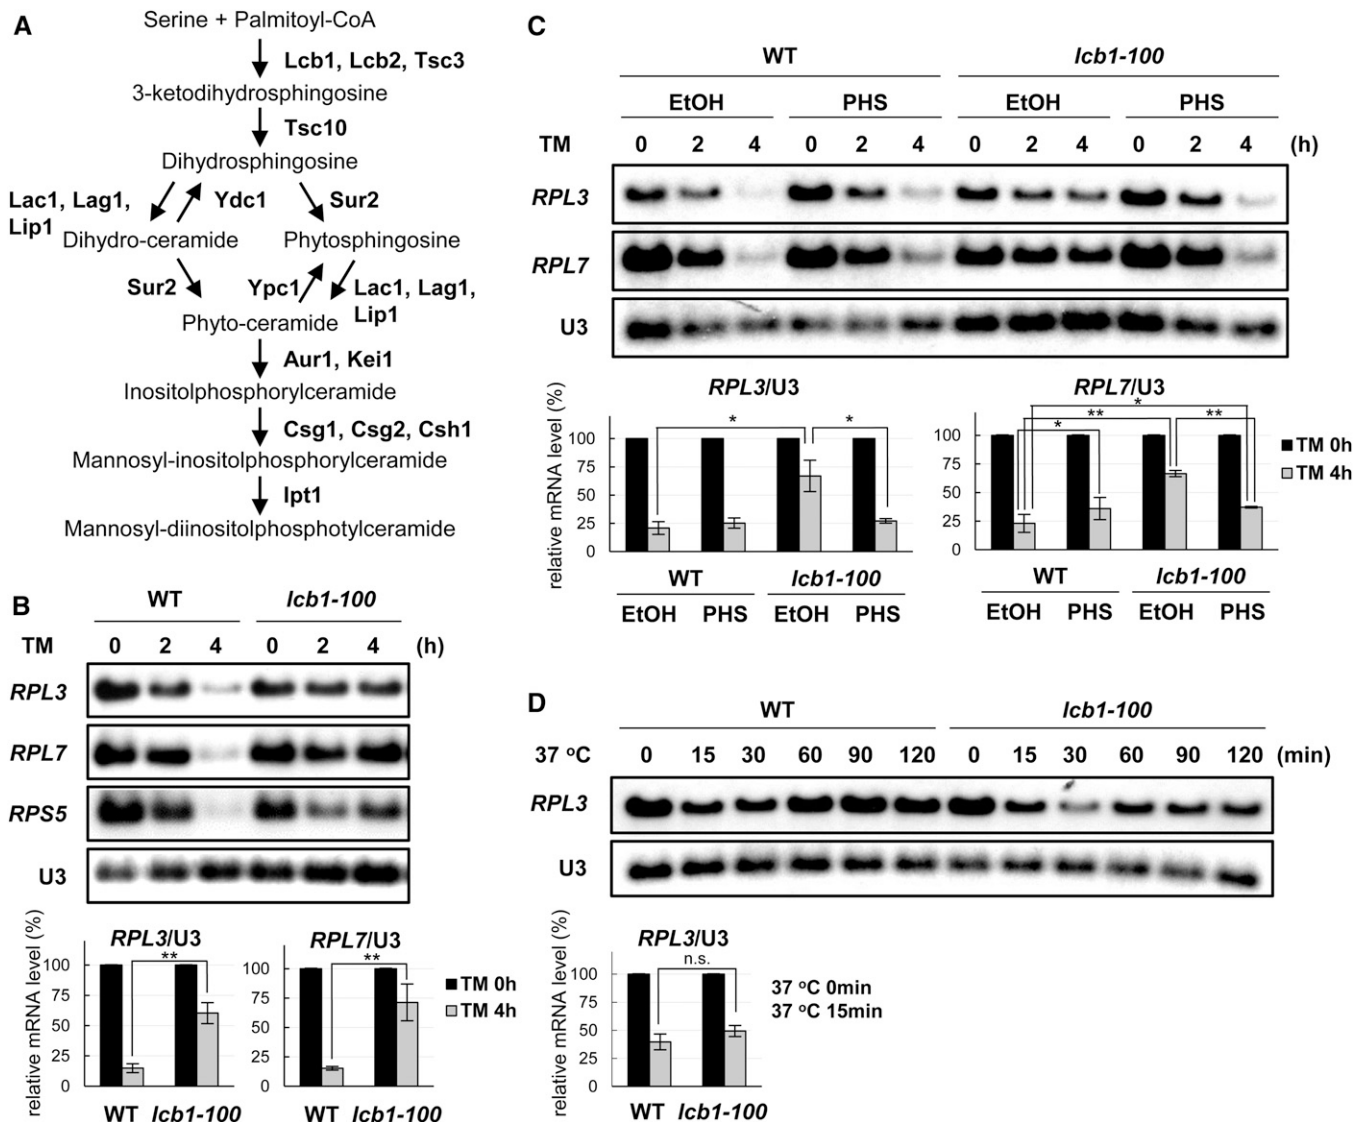 A
Serine + Palmitoyl-CoA
Lcb1, Lcb2, Tsc3
3-ketodihydrosphingosine
Tsc10
Dihydrosphingosine
Lac1, Lag1,
Lip1
Ydc1
Sur2
Dihydro-ceramide
Phytosphingosine
Sur2
Ypc1
Lac1, Lag1,
Lip1
Phyto-ceramide
Aur1, Kei1
Inositolphosphorylceramide
Csg1, Csg2, Csh1
Mannosyl-inositolphosphorylceramide
Ipt1
Mannosyl-diinositolphosphotylceramide
B
WT lcb1-100
TM 0 2 4 0 2 4 (h)
RPL3
RPL7
RPS5
U3
relative mRNA level (%)
RPL3/U3
**
100
75
50
25
0
WT lcb1-100
RPL7/U3
**
100
75
50
25
0
WT lcb1-100
TM 0h
TM 4h
C
WT lcb1-100
EtOH PHS EtOH PHS
TM 0 2 4 0 2 4 0 2 4 0 2 4 (h)
RPL3
RPL7
U3
relative mRNA level (%)
RPL3/U3
* *
100
75
50
25
0
WT lcb1-100
EtOH PHS EtOH PHS
RPL7/U3
*
** **
*
100
75
50
25
0
WT lcb1-100
EtOH PHS EtOH PHS
TM 0h
TM 4h
D
WT lcb1-100
37 °C 0 15 30 60 90 120 0 15 30 60 90 120 (min)
RPL3
U3
relative mRNA level (%)
RPL3/U3
n.s.
100
75
50
25
0
WT lcb1-100
37 °C 0min
37 °C 15min